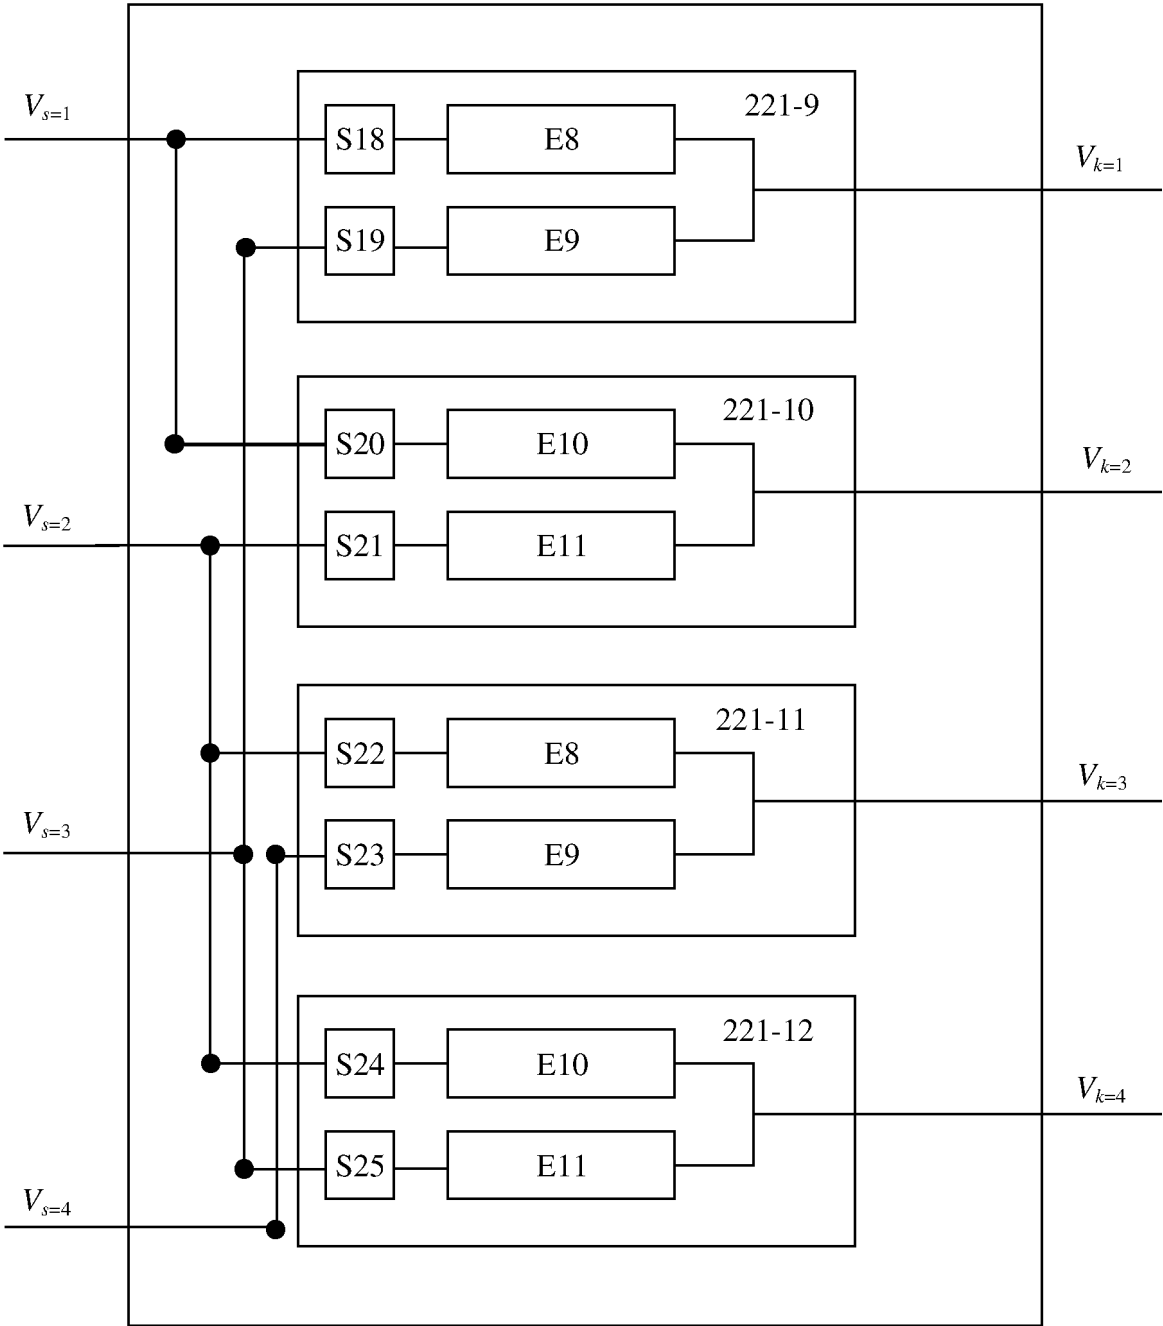 221-9
V_{s=1}
S18 E8
V_{k=1}
S19 E9
221-10
S20 E10
V_{k=2}
V_{s=2}
S21 E11
221-11
S22 E8
V_{k=3}
V_{s=3}
S23 E9
221-12
S24 E10
V_{k=4}
S25 E11
V_{s=4}